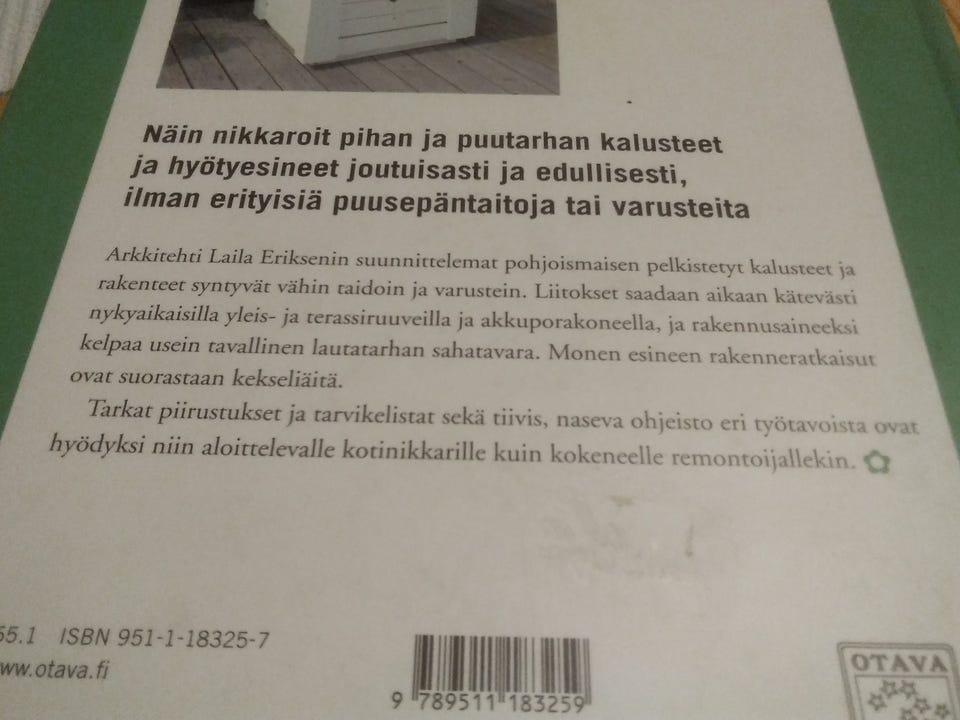 Näin nikkaroit pihan ja puutarhan kalusteet
ja hyötyesineet joutuisasti ja edullisesti,
ilman erityisiä puusepäntaitoja tai varusteita
Arkkitehti Laila Eriksenin suunnittelemat pohjoismaisen pelkistetyt kalusteet ja
rakenteet syntyvät vähin taidoin ja varustein. Liitokset saadaan aikaan kätevästi
nykyaikaisilla yleis- ja terassiruuveilla ja akkuporakoneella, ja rakennusaineeksi
kelpaa usein tavallinen lautatarhan sahatavara. Monen esineen rakenneratkaisut
ovat suorastaan kekseliäitä.
Tarkat piirustukset ja tarvikelistat sekä tiivis, naseva ohjeisto eri työtavoista ovat
hyödyksi niin aloittelevalle kotinikkarille kuin kokeneelle remontoijallekin.
55.1 ISBN 951-1-18325-7
ww.otava.fi
9 789511 183259
OTAVA